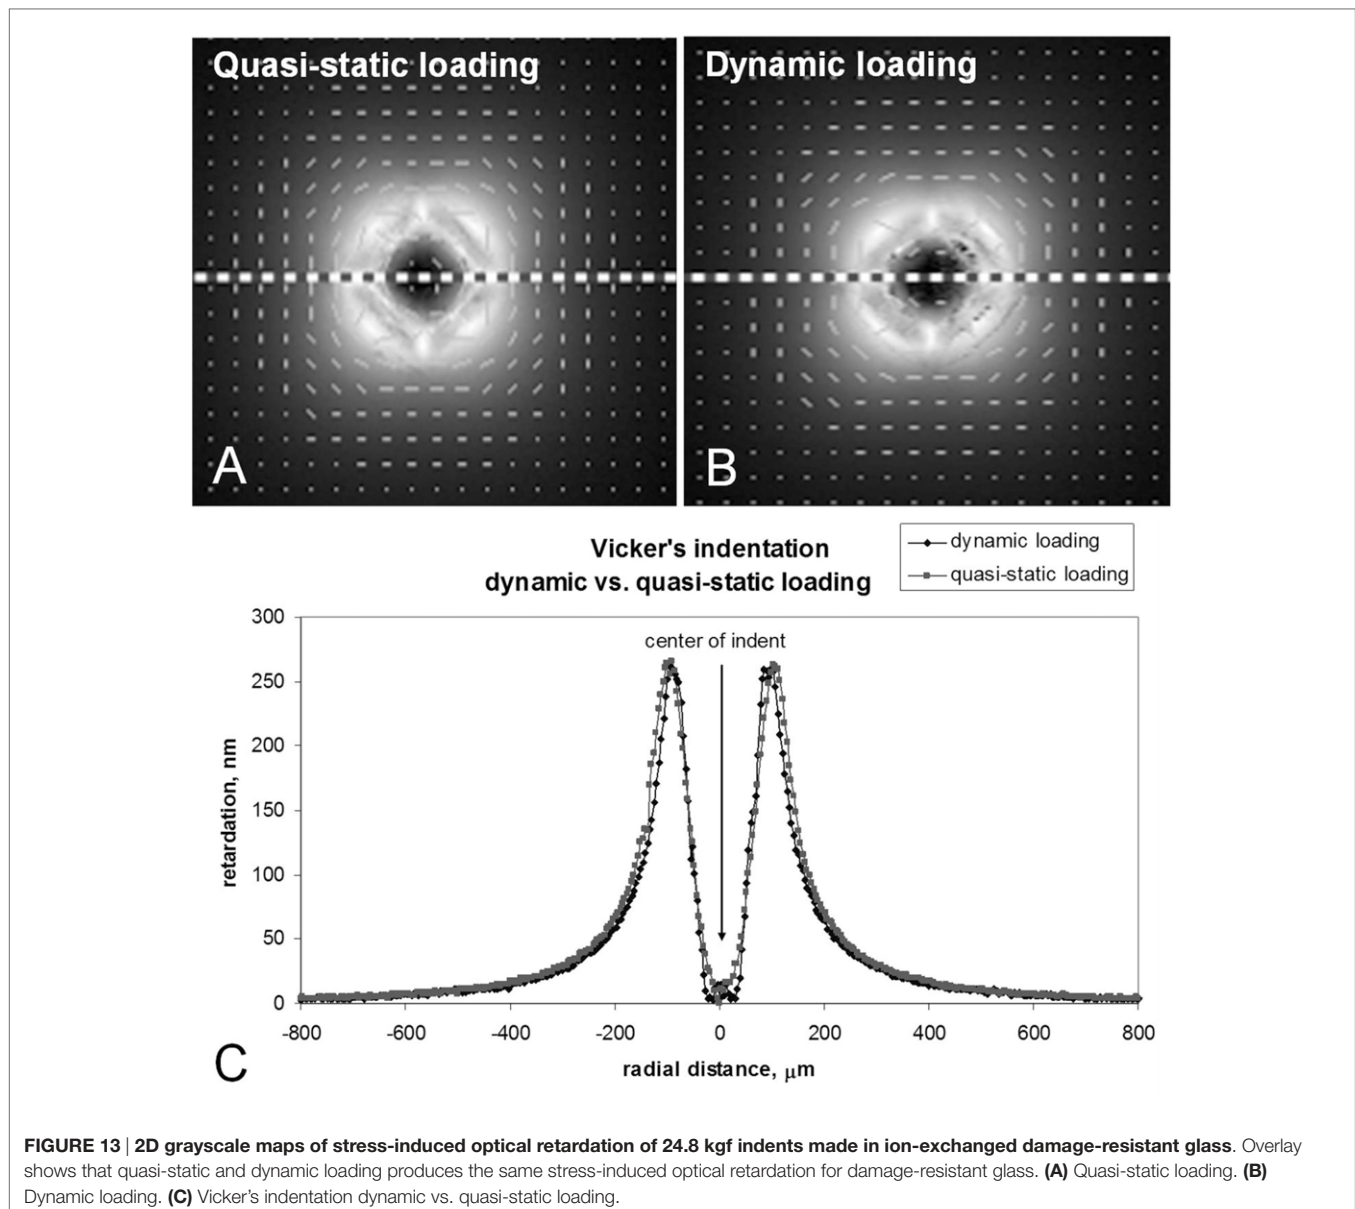 Quasi-static loading
Dynamic loading
A
B
Vicker's indentation
dynamic vs. quasi-static loading
dynamic loading
quasi-static loading
center of indent
300
250
200
150
100
50
0
retardation, nm
-800
-600
-400
-200
0
200
400
600
800
radial distance, μm
C
FIGURE 13 | 2D grayscale maps of stress-induced optical retardation of 24.8 kgf indents made in ion-exchanged damage-resistant glass. Overlay
shows that quasi-static and dynamic loading produces the same stress-induced optical retardation for damage-resistant glass. (A) Quasi-static loading. (B)
Dynamic loading. (C) Vicker's indentation dynamic vs. quasi-static loading.